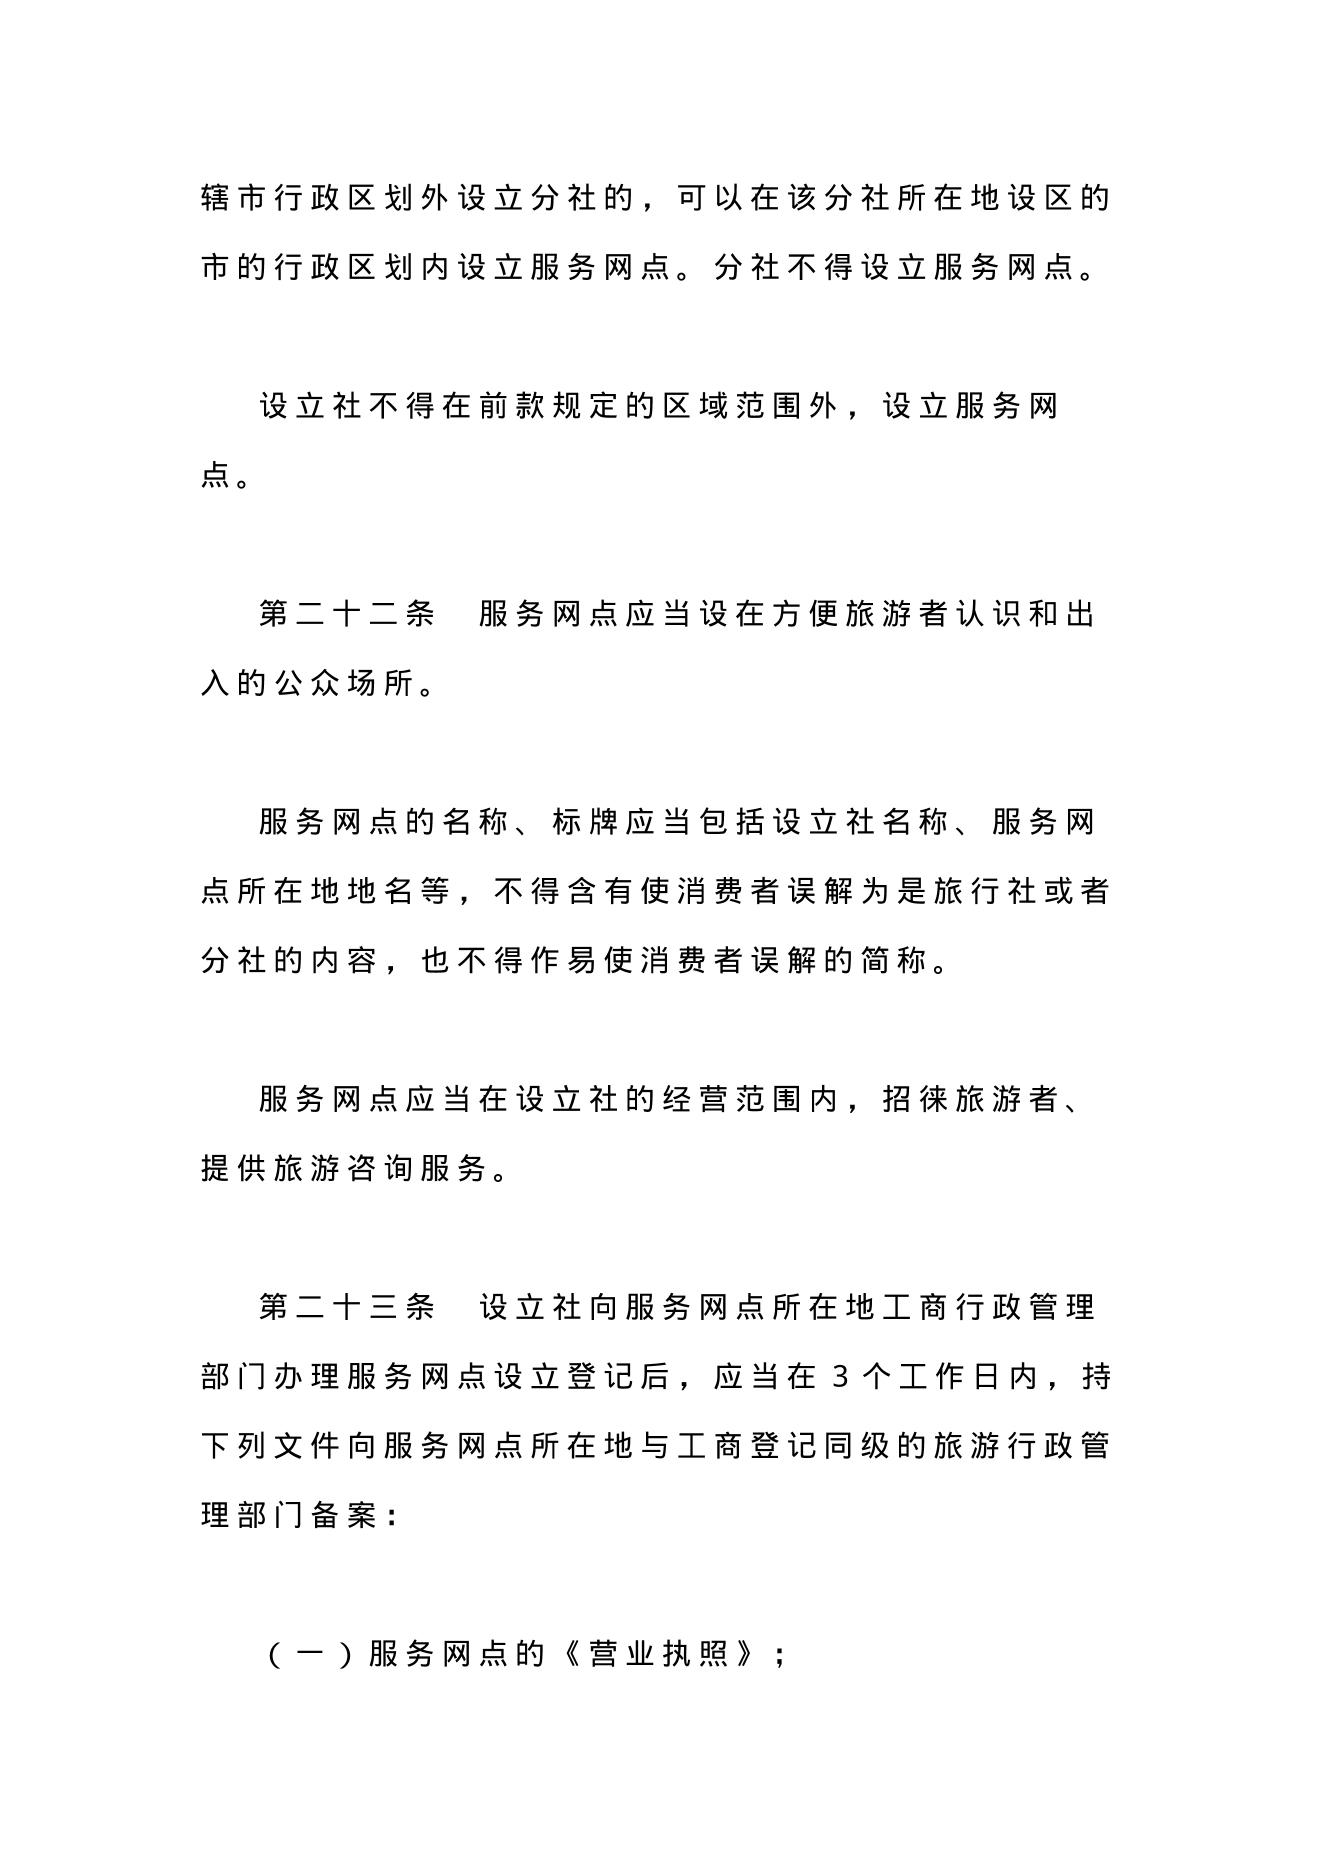 辖市行政区划外设立分社的，可以在该分社所在地设区的
市的行政区划内设立服务网点。分社不得设立服务网点。
设立社不得在前款规定的区域范围外，设立服务网
点。
第二十二条　服务网点应当设在方便旅游者认识和出
入的公众场所。
服务网点的名称、标牌应当包括设立社名称、服务网
点所在地地名等，不得含有使消费者误解为是旅行社或者
分社的内容，也不得作易使消费者误解的简称。
服务网点应当在设立社的经营范围内，招徕旅游者、
提供旅游咨询服务。
第二十三条　设立社向服务网点所在地工商行政管理
部门办理服务网点设立登记后，应当在 3 个工作日内，持
下列文件向服务网点所在地与工商登记同级的旅游行政管
理部门备案：
（一）服务网点的《营业执照》；